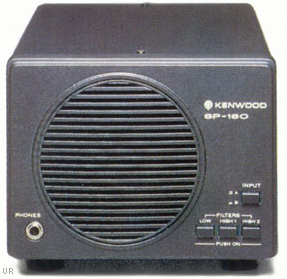 KENWOOD
SP-180
INPUT
A
B
PHONES
FILTERS
LOW HIGH 1 HIGH 2
PUSH ON
UR